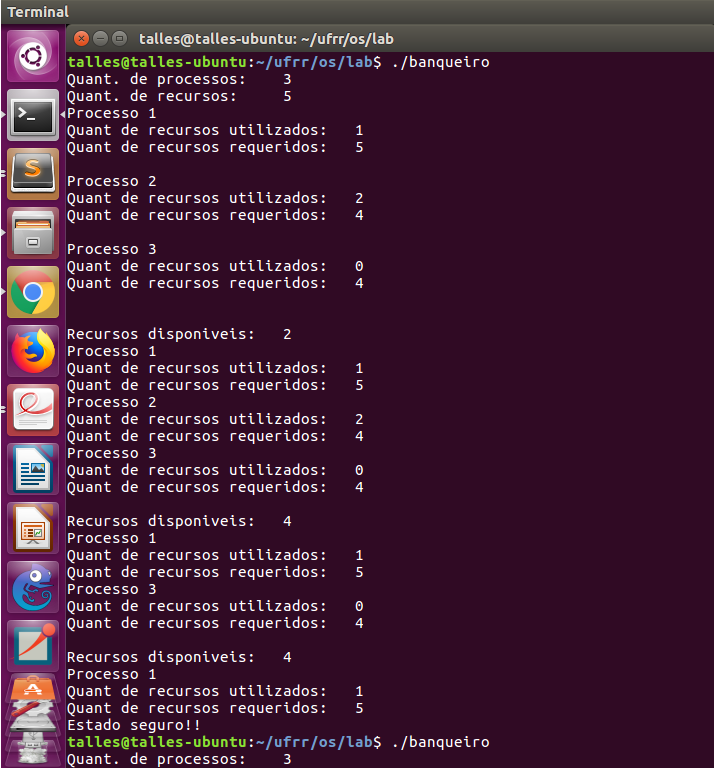 Terminal
talles@talles-ubuntu: ~/ufrr/os/lab
talles@talles-ubuntu:~/ufrr/os/lab$ ./banqueiro
Quant. de processos:   3
Quant. de recursos:    5
Processo 1
Quant de recursos utilizados:   1
Quant de recursos requeridos:   5
Processo 2
Quant de recursos utilizados:   2
Quant de recursos requeridos:   4
Processo 3
Quant de recursos utilizados:   0
Quant de recursos requeridos:   4
Recursos disponiveis:   2
Processo 1
Quant de recursos utilizados:   1
Quant de recursos requeridos:   5
Processo 2
Quant de recursos utilizados:   2
Quant de recursos requeridos:   4
Processo 3
Quant de recursos utilizados:   0
Quant de recursos requeridos:   4
Recursos disponiveis:   4
Processo 1
Quant de recursos utilizados:   1
Quant de recursos requeridos:   5
Processo 3
Quant de recursos utilizados:   0
Quant de recursos requeridos:   4
Recursos disponiveis:   4
Processo 1
Quant de recursos utilizados:   1
Quant de recursos requeridos:   5
Estado seguro!!
talles@talles-ubuntu:~/ufrr/os/lab$ ./banqueiro
Quant. de processos:   3